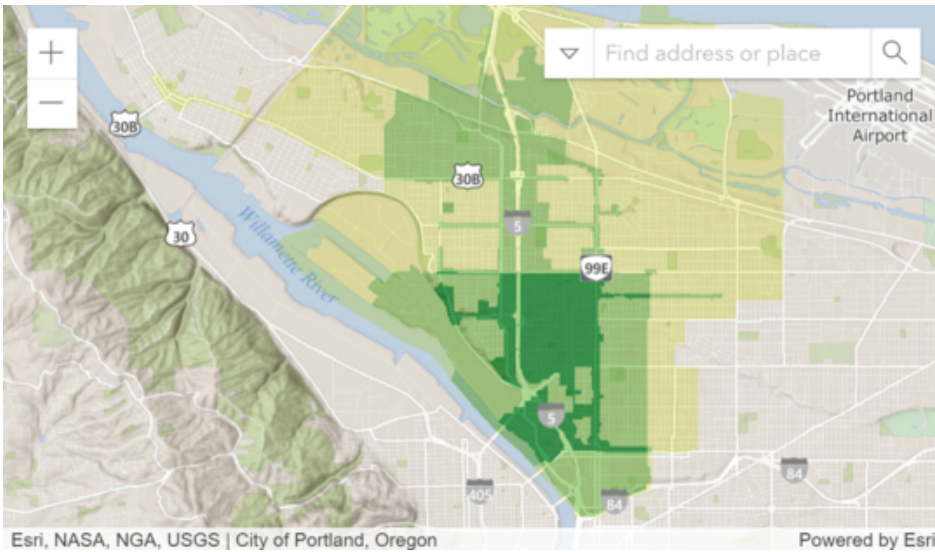 +
Find address or place
−
Portland
International
Airport
30B
30B
5
30
Willamette River
99E
5
405
84
84
Esri, NASA, NGA, USGS | City of Portland, Oregon
Powered by Esri